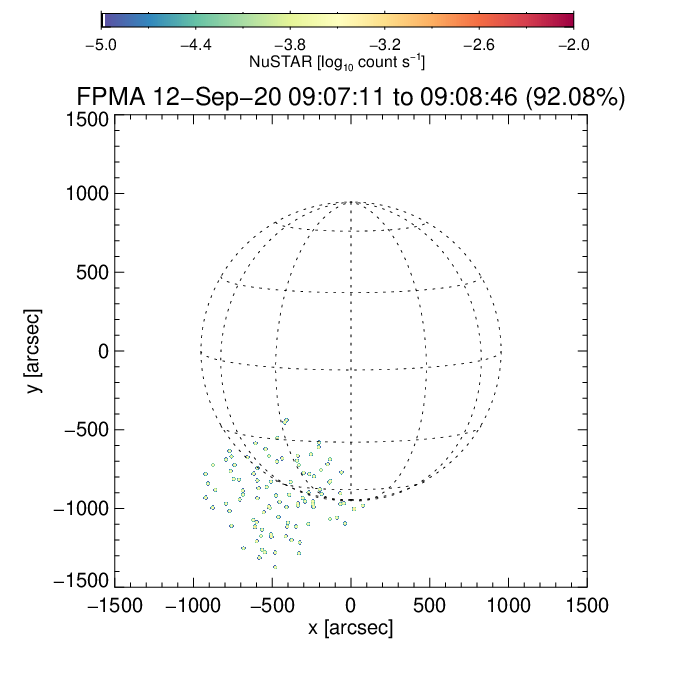 −5.0 −4.4 −3.8 −3.2 −2.6 −2.0
NuSTAR [log10 count s−1]
FPMA 12−Sep−20 09:07:11 to 09:08:46 (92.08%)
1500
1000
500
0
−500
−1000
−1500
y [arcsec]
−1500 −1000 −500 0 500 1000 1500
x [arcsec]